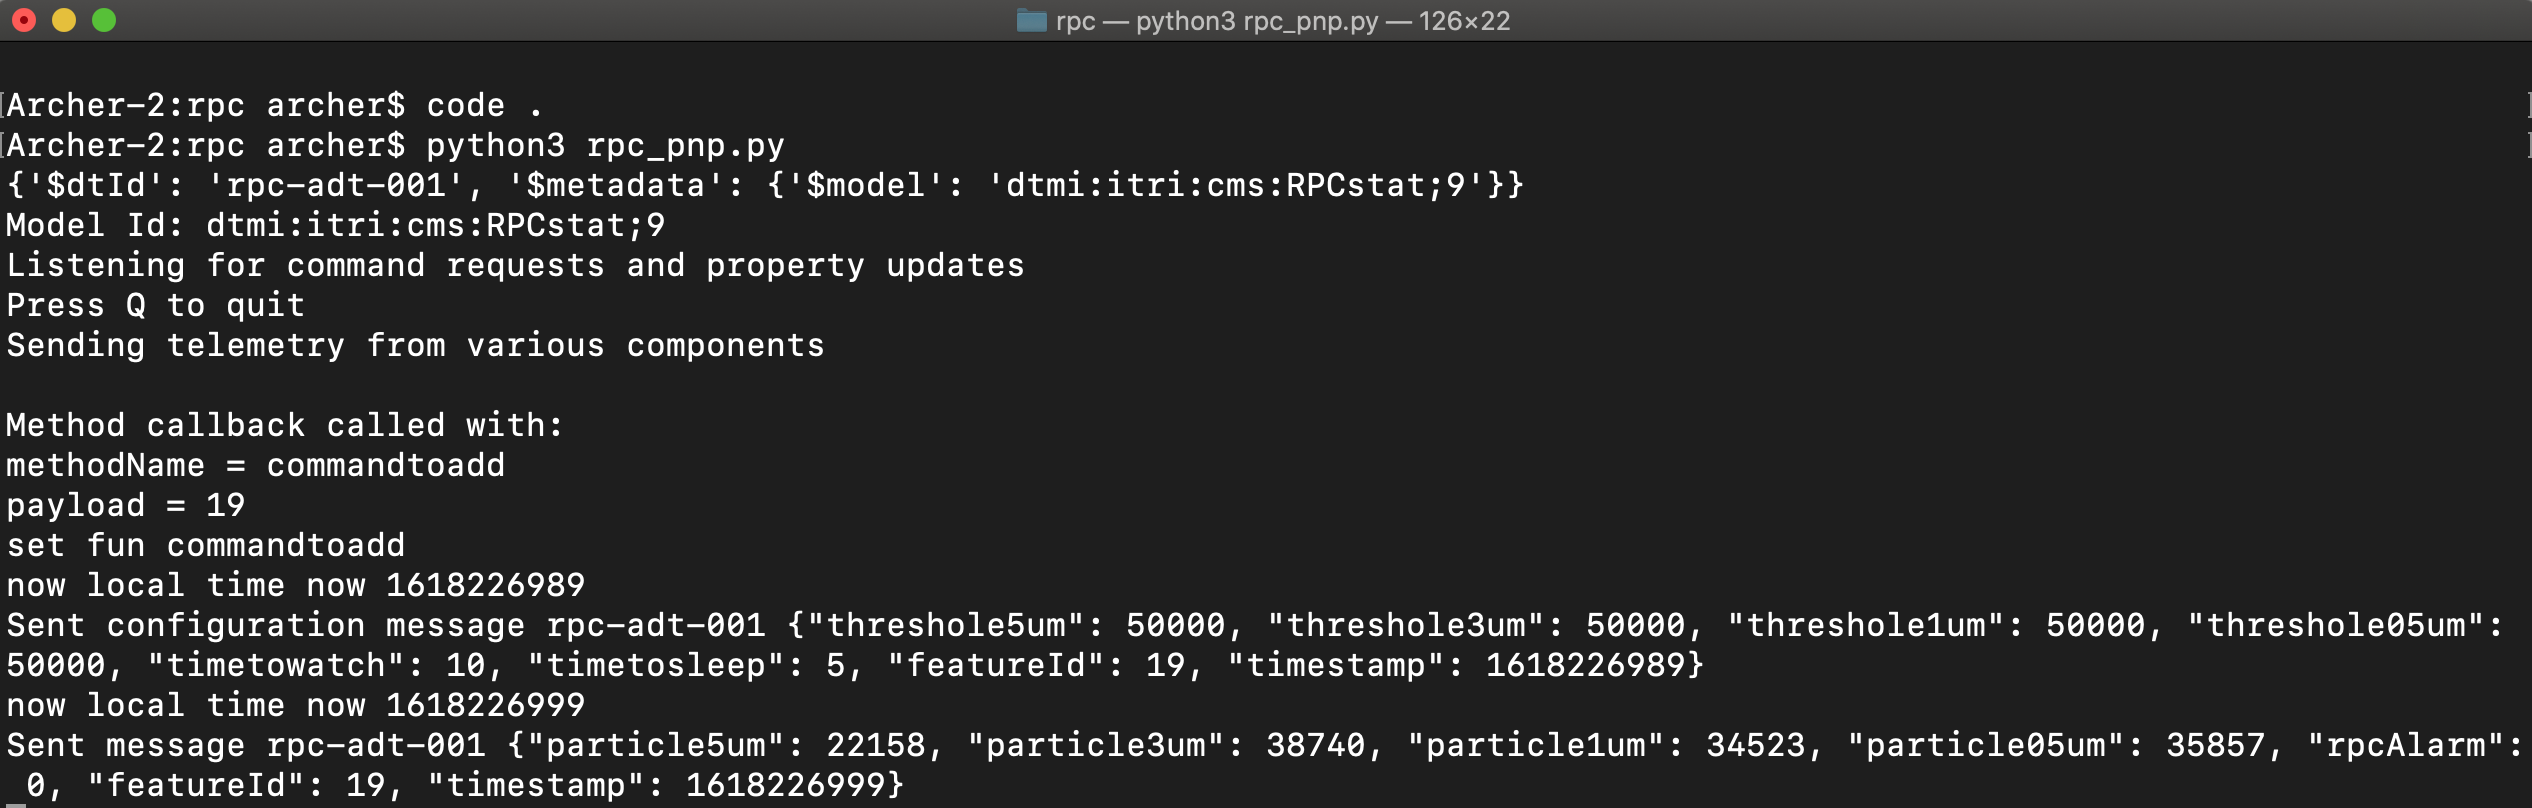 rpc — python3 rpc_pnp.py — 126×22
[Archer-2:rpc archer$ code . ]
[Archer-2:rpc archer$ python3 rpc_pnp.py ]
{'$dtId': 'rpc-adt-001', '$metadata': {'$model': 'dtmi:itri:cms:RPCstat;9'}}
Model Id: dtmi:itri:cms:RPCstat;9
Listening for command requests and property updates
Press Q to quit
Sending telemetry from various components
Method callback called with:
methodName = commandtoadd
payload = 19
set fun commandtoadd
now local time now 1618226989
Sent configuration message rpc-adt-001 {"threshole5um": 50000, "threshole3um": 50000, "threshole1um": 50000, "threshole05um":
50000, "timetowatch": 10, "timetosleep": 5, "featureId": 19, "timestamp": 1618226989}
now local time now 1618226999
Sent message rpc-adt-001 {"particle5um": 22158, "particle3um": 38740, "particle1um": 34523, "particle05um": 35857, "rpcAlarm":
0, "featureId": 19, "timestamp": 1618226999}